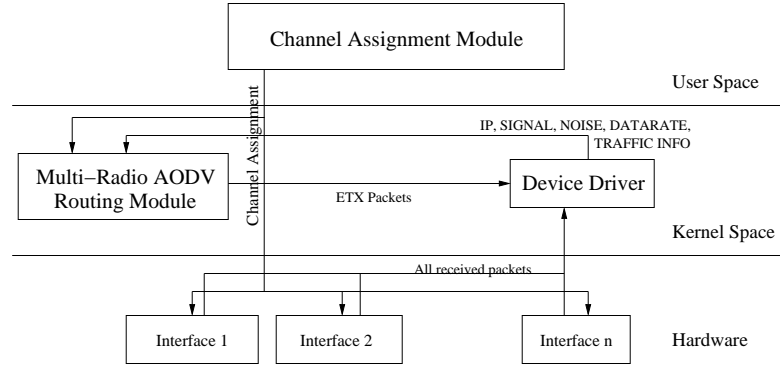 Channel Assignment Module
User Space
Channel Assignment
IP, SIGNAL, NOISE, DATARATE,
TRAFFIC INFO
Multi–Radio AODV
Routing Module
ETX Packets
Device Driver
Kernel Space
All received packets
Interface 1
Interface 2
Interface n
Hardware